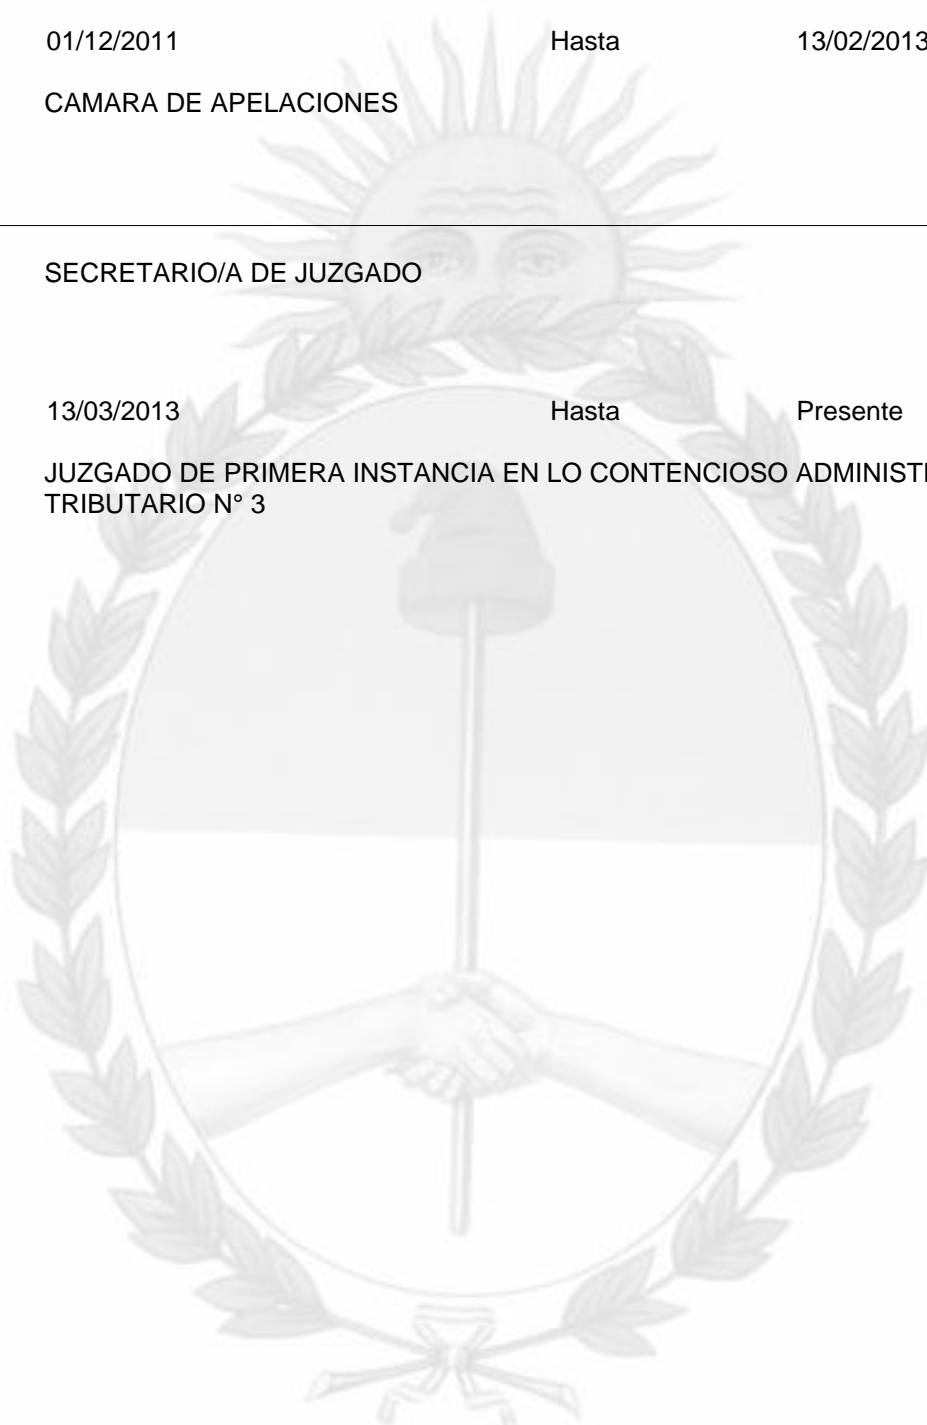 01/12/2011 Hasta 13/02/2013
CAMARA DE APELACIONES
SECRETARIO/A DE JUZGADO
13/03/2013 Hasta Presente
JUZGADO DE PRIMERA INSTANCIA EN LO CONTENCIOSO
TRIBUTARIO N° 3